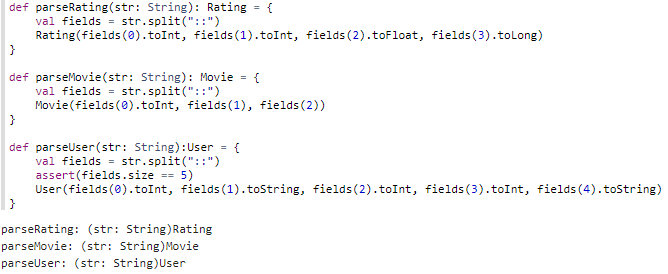 def parseRating(str: String): Rating = {
    val fields = str.split("::")
    Rating(fields(0).toInt, fields(1).toInt, fields(2).toFloat, fields(3).toLong)
}
def parseMovie(str: String): Movie = {
    val fields = str.split("::")
    Movie(fields(0).toInt, fields(1), fields(2))
}
def parseUser(str: String):User = {
    val fields = str.split("::")
    assert(fields.size == 5)
    User(fields(0).toInt, fields(1).toString, fields(2).toInt, fields(3).toInt, fields(4).toString)
}
parseRating: (str: String)Rating
parseMovie: (str: String)Movie
parseUser: (str: String)User